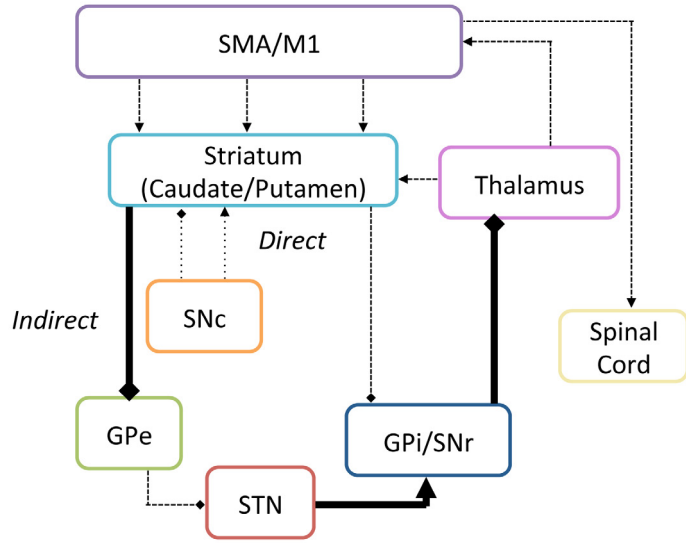 SMA/M1
Striatum
(Caudate/Putamen)
Thalamus
Direct
SNc
Indirect
Spinal
Cord
GPe
GPi/SNr
STN